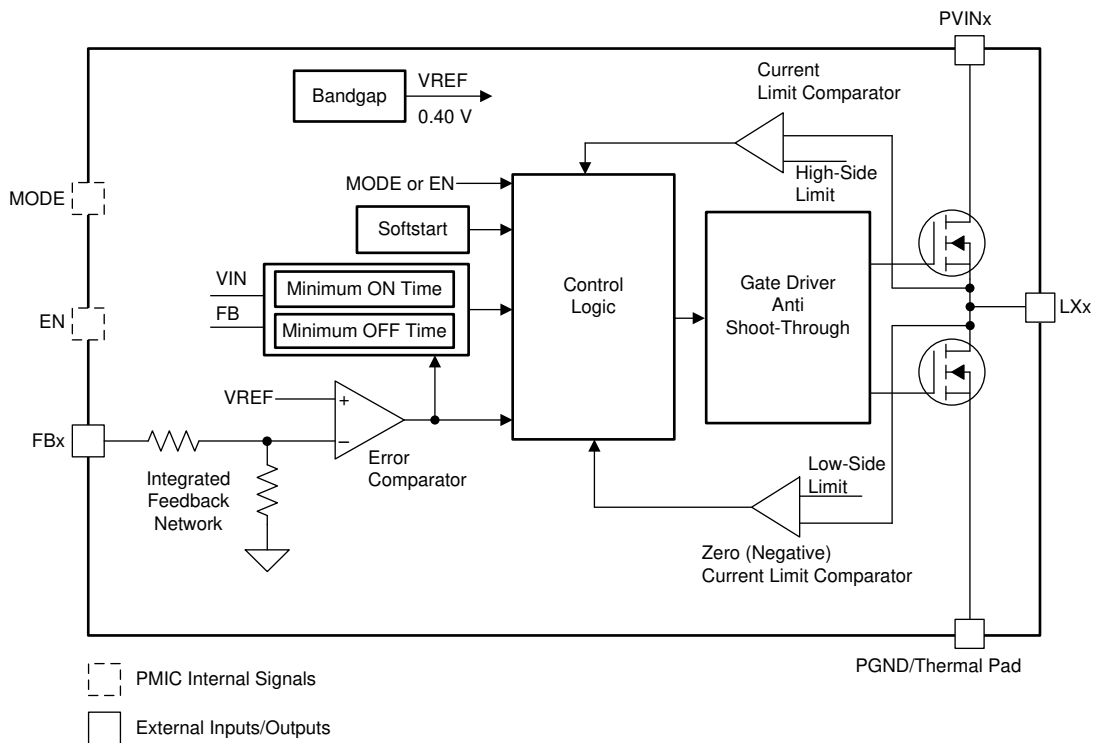 PVINx
Bandgap
VREF
0.40 V
Current
Limit Comparator
MODE
MODE or EN
High-Side
Limit
Softstart
VIN
FB
Minimum ON Time
Minimum OFF Time
Control
Logic
Gate Driver
Anti
Shoot-Through
LXx
EN
VREF
+
−
FBx
Error
Comparator
Integrated
Feedback
Network
Low-Side
Limit
Zero (Negative)
Current Limit Comparator
PGND/Thermal Pad
PMIC Internal Signals
External Inputs/Outputs